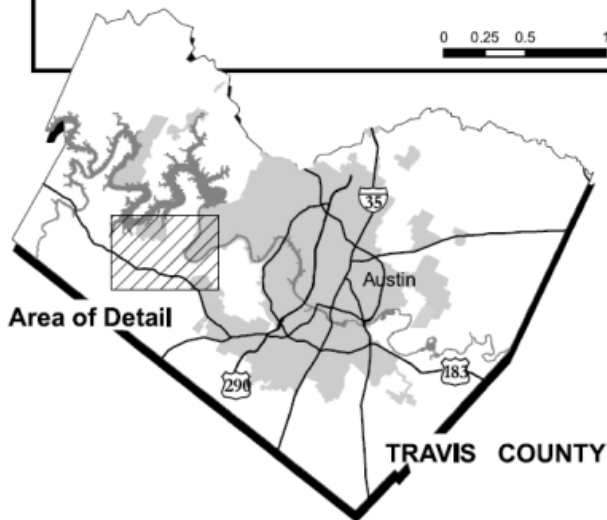 0 0.25 0.5 1
35
Austin
Area of Detail
290
183
TRAVIS COUNTY